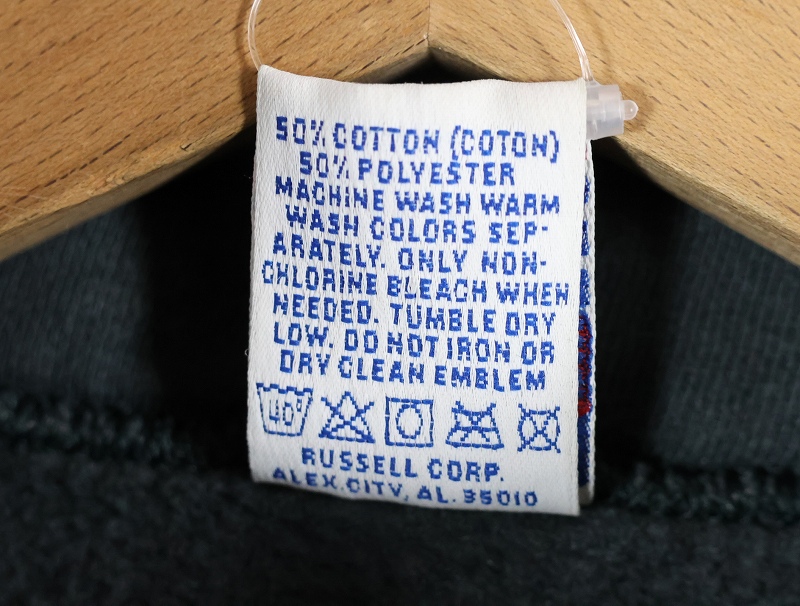 50% COTTON (COTON)
50% POLYESTER
MACHINE WASH WARM
WASH COLORS SEP-
ARATELY. ONLY NON-
CHLORINE BLEACH WHEN
NEEDED. TUMBLE DRY
LOW. DO NOT IRON OR
DRY CLEAN EMBLEM
40°
RUSSELL CORP.
ALEX.CITY, AL. 35010